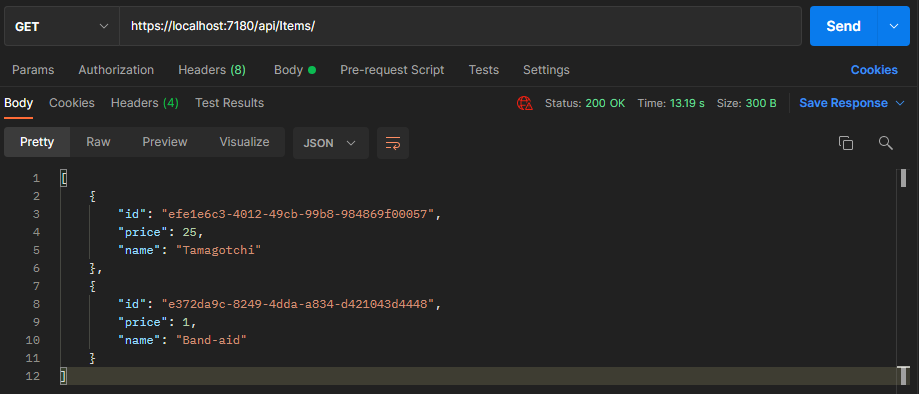 GET https://localhost:7180/api/Items/ Send
Params Authorization Headers (8) Body Pre-request Script Tests Settings Cookies
Body Cookies Headers (4) Test Results Status: 200 OK Time: 13.19 s Size: 300 B Save Response
Pretty Raw Preview Visualize JSON
1 [
2 {
3 "id": "efe1e6c3-4012-49cb-99b8-984869f00057",
4 "price": 25,
5 "name": "Tamagotchi"
6 },
7 {
8 "id": "e372da9c-8249-4dda-a834-d421043d4448",
9 "price": 1,
10 "name": "Band-aid"
11 }
12 ]